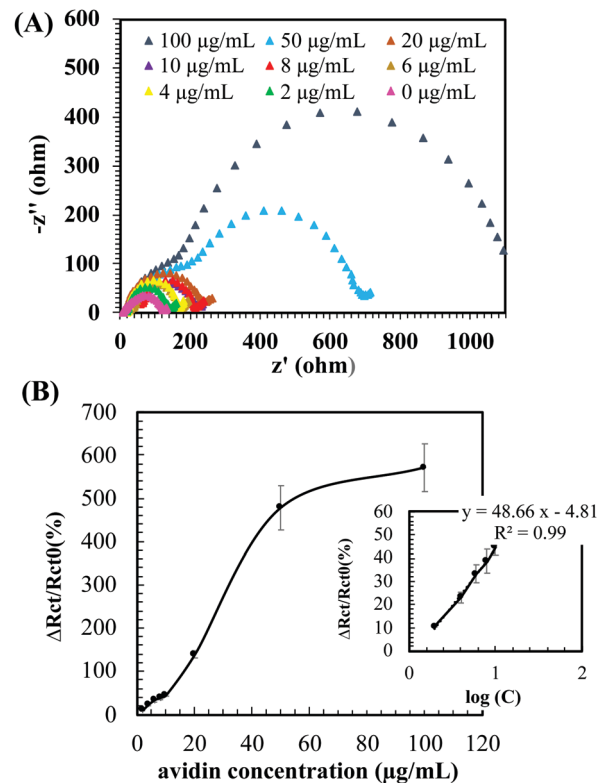 (A)
100 µg/mL 50 µg/mL 20 µg/mL
10 µg/mL 8 µg/mL 6 µg/mL
4 µg/mL 2 µg/mL 0 µg/mL
600
500
400
300
200
100
0
-z'' (ohm)
0 200 400 600 800 1000
z' (ohm)
(B)
700
600
500
400
300
200
100
0
ΔRct/Rct0(%)
0 20 40 60 80 100 120
avidin concentration (µg/mL)
y = 48.66 x - 4.81
R² = 0.99
60
50
40
30
20
10
0
ΔRct/Rct0(%)
0 1 2
log (C)